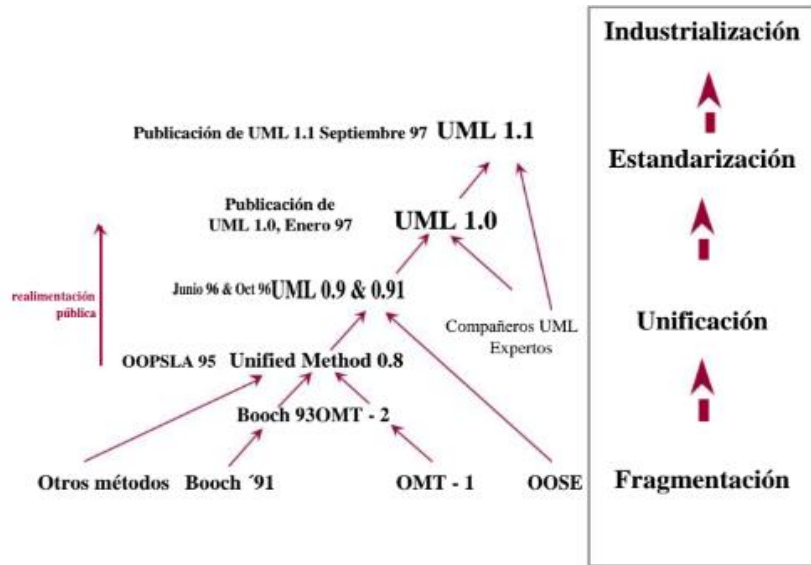 Industrialización
Publicación de UML 1.1 Septiembre 97 UML 1.1
Estandarización
Publicación de
UML 1.0, Enero 97 UML 1.0
realimentación
pública
Junio 96 & Oct 96 UML 0.9 & 0.91
Compañeros UML
Expertos
Unificación
OOPSLA 95 Unified Method 0.8
Booch 93 OMT - 2
Otros métodos Booch ´91 OMT - 1 OOSE
Fragmentación